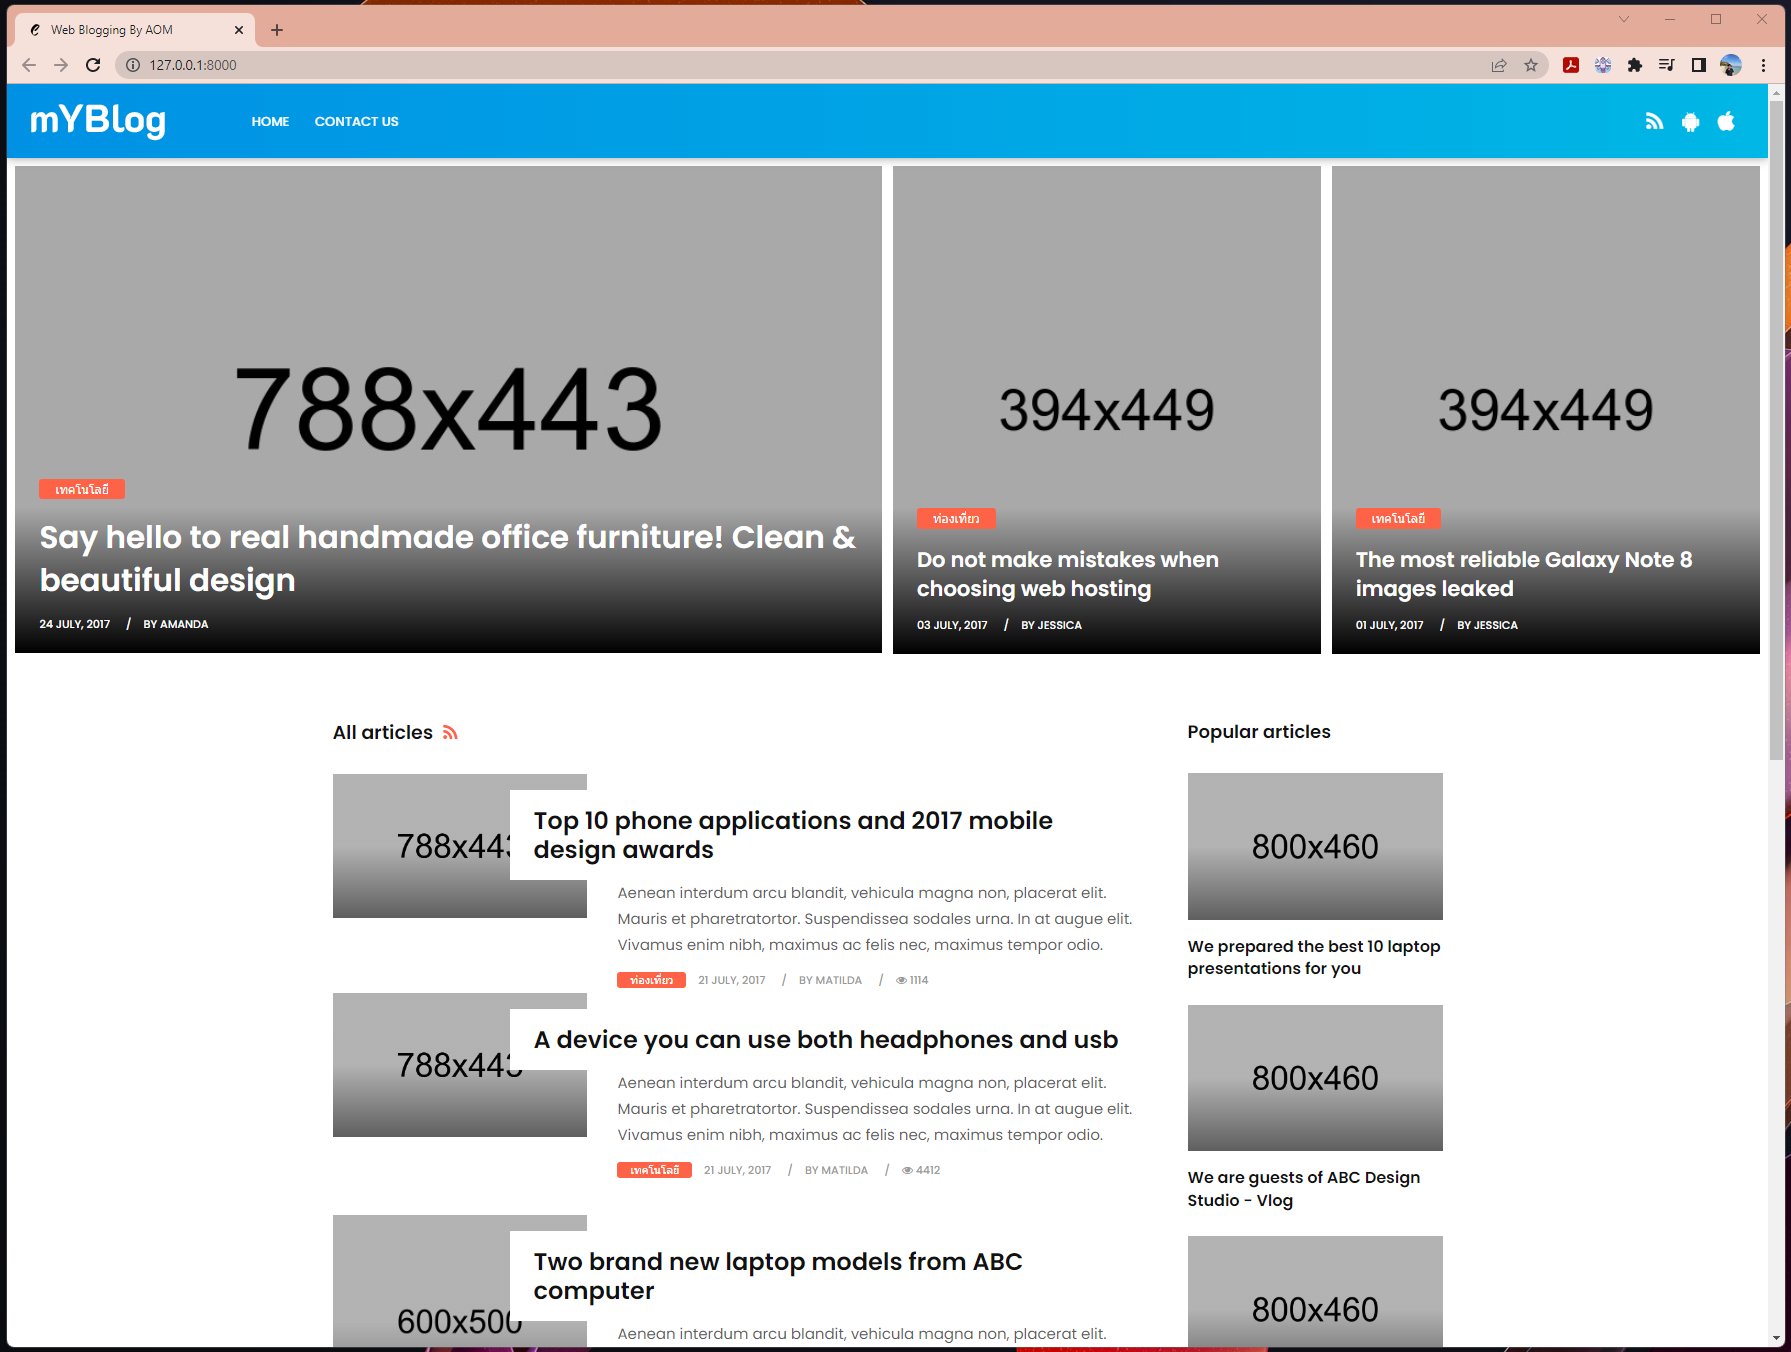 Web Blogging By AOM
127.0.0.1:8000
mYBlog
HOME CONTACT US
788x443
เทคโนโลยี
Say hello to real handmade office furniture! Clean &
beautiful design
24 JULY, 2017 / BY AMANDA
394x449
ท่องเที่ยว
Do not make mistakes when
choosing web hosting
03 JULY, 2017 / BY JESSICA
394x449
เทคโนโลยี
The most reliable Galaxy Note 8
images leaked
01 JULY, 2017 / BY JESSICA
All articles
788x443
Top 10 phone applications and 2017 mobile
design awards
Aenean interdum arcu blandit, vehicula magna non, placerat elit.
Mauris et pharetratortor. Suspendissea sodales urna. In at augue elit.
Vivamus enim nibh, maximus ac felis nec, maximus tempor odio.
ท่องเที่ยว 21 JULY, 2017 / BY MATILDA / 1114
788x443
A device you can use both headphones and usb
Aenean interdum arcu blandit, vehicula magna non, placerat elit.
Mauris et pharetratortor. Suspendissea sodales urna. In at augue elit.
Vivamus enim nibh, maximus ac felis nec, maximus tempor odio.
เทคโนโลยี 21 JULY, 2017 / BY MATILDA / 4412
600x500
Two brand new laptop models from ABC
computer
Aenean interdum arcu blandit, vehicula magna non, placerat elit.
Popular articles
800x460
We prepared the best 10 laptop
presentations for you
800x460
We are guests of ABC Design
Studio - Vlog
800x460